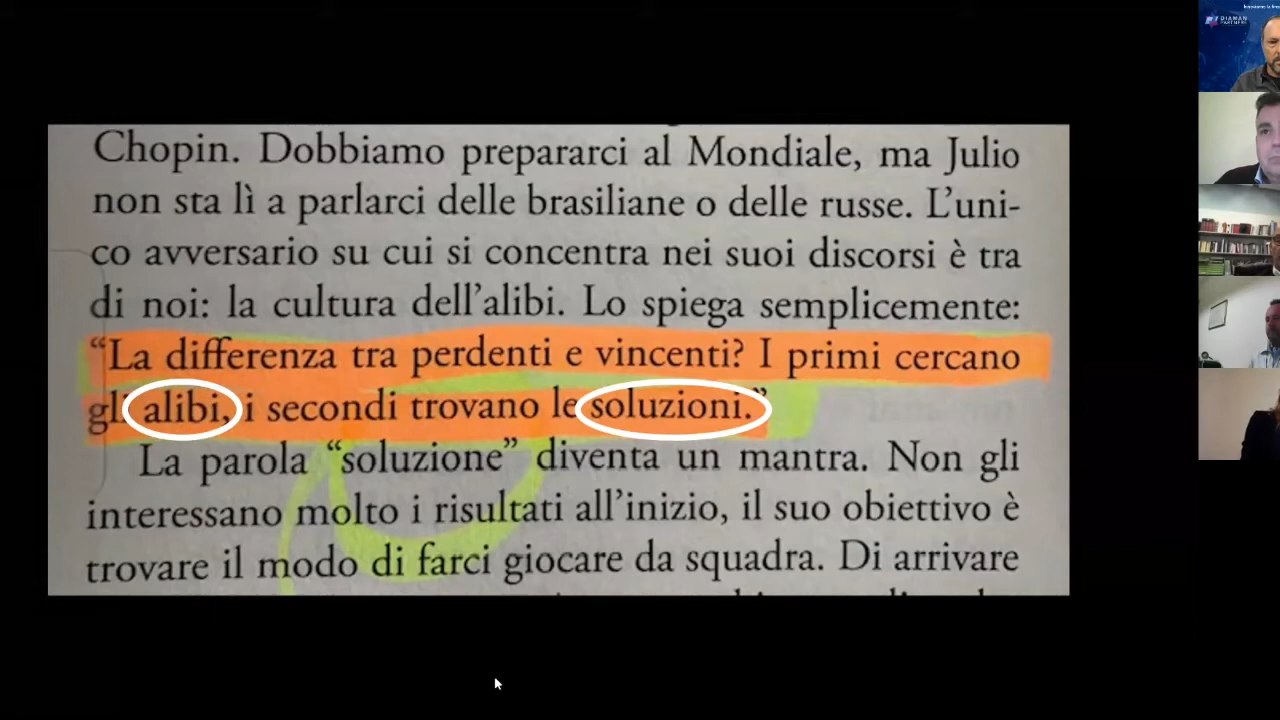 Chopin. Dobbiamo prepararci al Mondiale, ma Julio
non sta lì a parlarci delle brasiliane o delle russe. L’uni-
co avversario su cui si concentra nei suoi discorsi è tra
di noi: la cultura dell’alibi. Lo spiega semplicemente:
“La differenza tra perdenti e vincenti? I primi cercano
gli alibi, i secondi trovano le soluzioni.”
La parola “soluzione” diventa un mantra. Non gli
interessano molto i risultati all’inizio, il suo obiettivo è
trovare il modo di farci giocare da squadra. Di arrivare
DIAMAN
PARTNERS